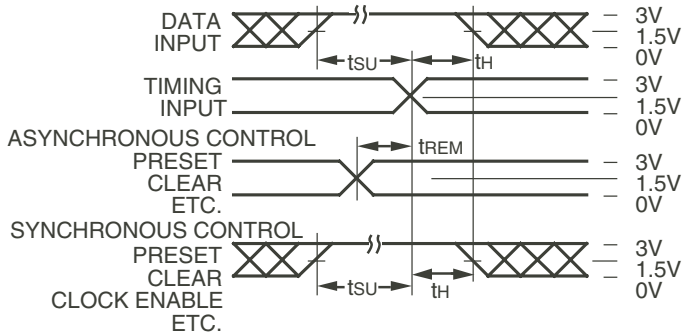 DATA
INPUT
tSU
tH
3V
1.5V
0V
TIMING
INPUT
3V
1.5V
0V
ASYNCHRONOUS CONTROL
PRESET
CLEAR
ETC.
tREM
3V
1.5V
0V
SYNCHRONOUS CONTROL
PRESET
CLEAR
CLOCK ENABLE
ETC.
tSU
tH
3V
1.5V
0V